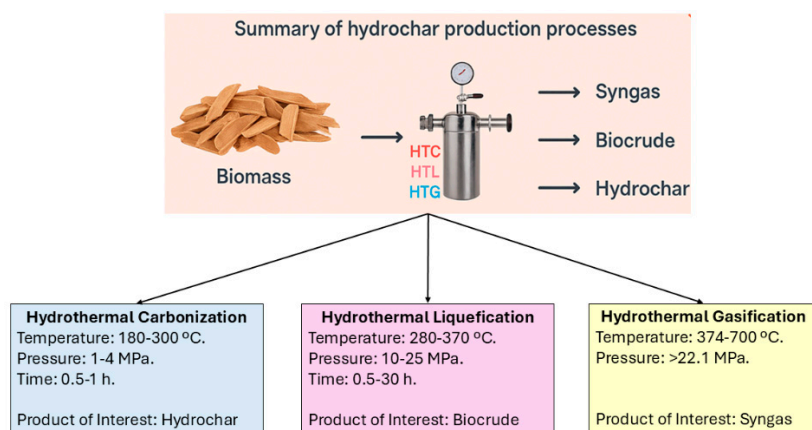 Summary of hydrochar production processes
Biomass
HTC
HTL
HTG
Syngas
Biocrude
Hydrochar
Hydrothermal Carbonization
Temperature: 180-300 ºC.
Pressure: 1-4 MPa.
Time: 0.5-1 h.
Product of Interest: Hydrochar
Hydrothermal Liquefication
Temperature: 280-370 ºC.
Pressure: 10-25 MPa.
Time: 0.5-30 h.
Product of Interest: Biocrude
Hydrothermal Gasification
Temperature: 374-700 ºC.
Pressure: >22.1 MPa.
Product of Interest: Syngas